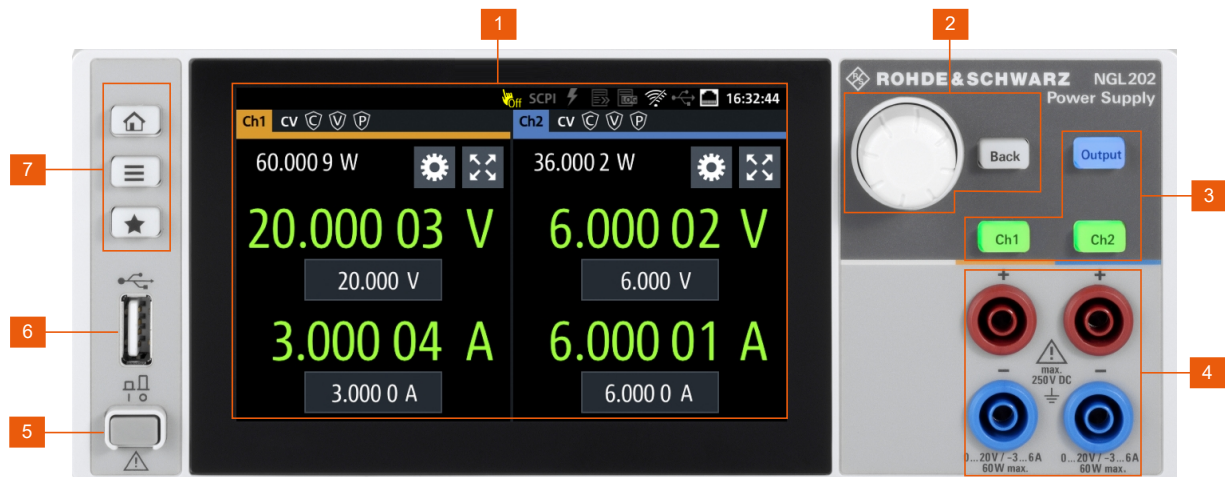 1
2
ROHDE&SCHWARZ NGL202
Power Supply
Off SCPI LOG 16:32:44
Ch1 CV C V P
Ch2 CV C V P
60.000 9 W
36.000 2 W
20.000 03 V
6.000 02 V
20.000 V
6.000 V
3.000 04 A
6.000 01 A
3.000 0 A
6.000 0 A
Back
Output
3
Ch1
Ch2
+ +
max.
250V DC
- -
4
0...20V / -3...6A
60W max.
0...20V / -3...6A
60W max.
7
6
5